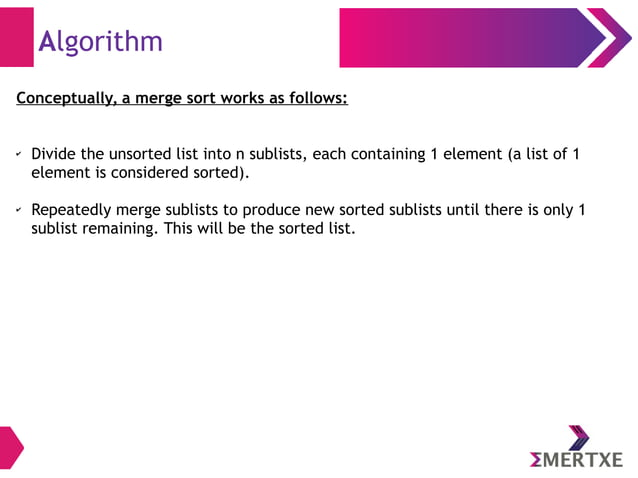 Algorithm
Conceptually, a merge sort works as follows:
✔ Divide the unsorted list into n sublists, each containing 1 element (a list of 1
element is considered sorted).
✔ Repeatedly merge sublists to produce new sorted sublists until there is only 1
sublist remaining. This will be the sorted list.
EMERTXE